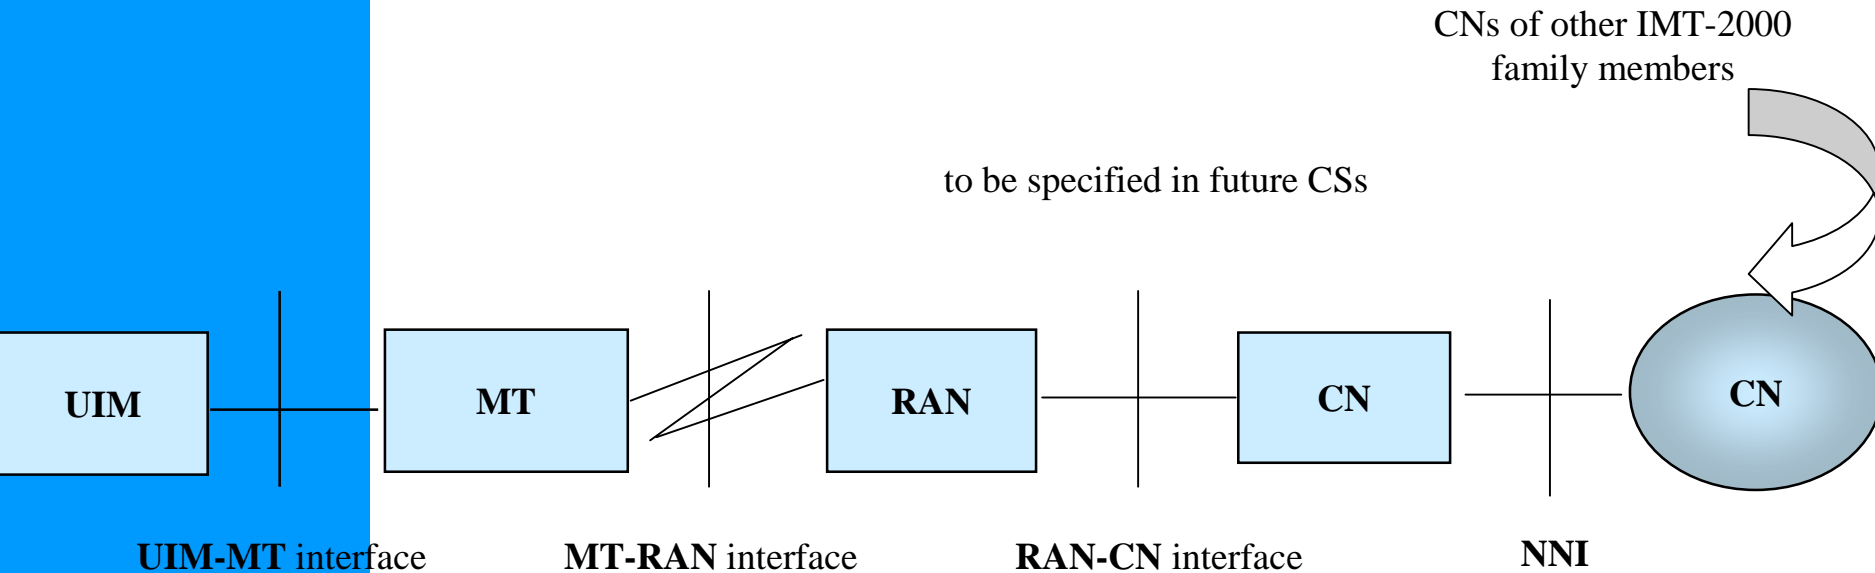 CNs of other IMT-2000
family members
to be specified in future CSs
UIM
MT
RAN
CN
CN
UIM-MT interface
MT-RAN interface
RAN-CN interface
NNI